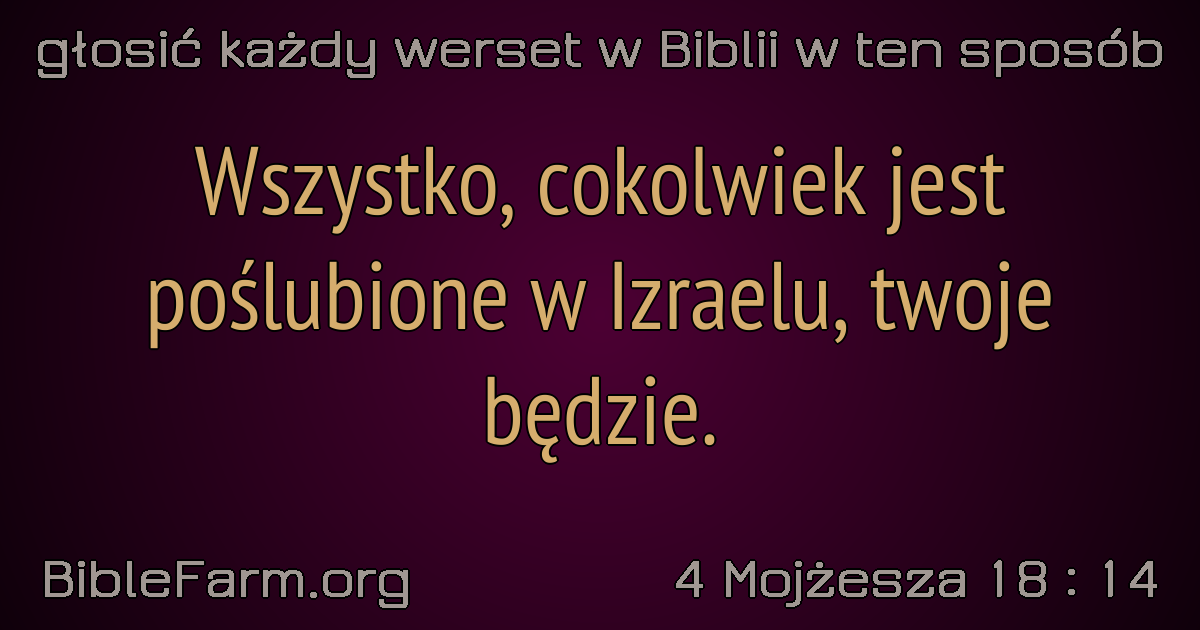 głosić każdy werset w Biblii w ten sposób
Wszystko, cokolwiek jest
poślubione w Izraelu, twoje
będzie.
BibleFarm.org
4 Mojżesza 18 : 14